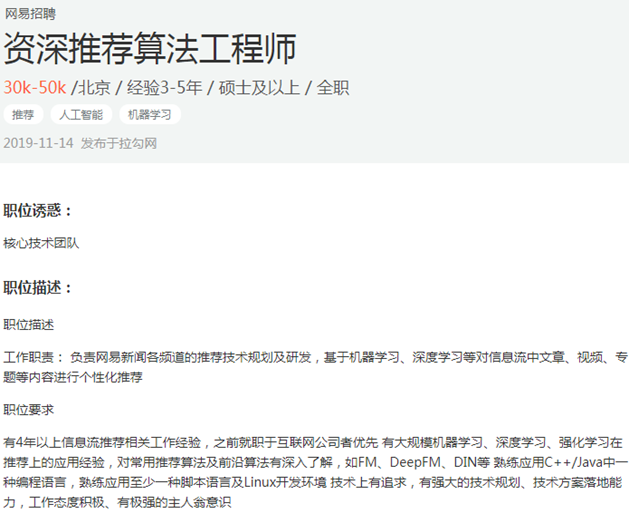 网易招聘
资深推荐算法工程师
30k-50k /北京 / 经验3-5年 / 硕士及以上 / 全职
推荐 人工智能 机器学习
2019-11-14 发布于拉勾网
职位诱惑：
核心技术团队
职位描述：
职位描述
工作职责： 负责网易新闻各频道的推荐技术规划及研发，基于机器学习、深度学习等对信息流中文章、视频、专
题等内容进行个性化推荐
职位要求
有4年以上信息流推荐相关工作经验，之前就职于互联网公司者优先 有大规模机器学习、深度学习、强化学习在
推荐上的应用经验，对常用推荐算法及前沿算法有深入了解，如FM、DeepFM、DIN等 熟练应用C++/Java中一
种编程语言，熟练应用至少一种脚本语言及Linux开发环境 技术上有追求，有强大的技术规划、技术方案落地能
力，工作态度积极、有极强的主人翁意识